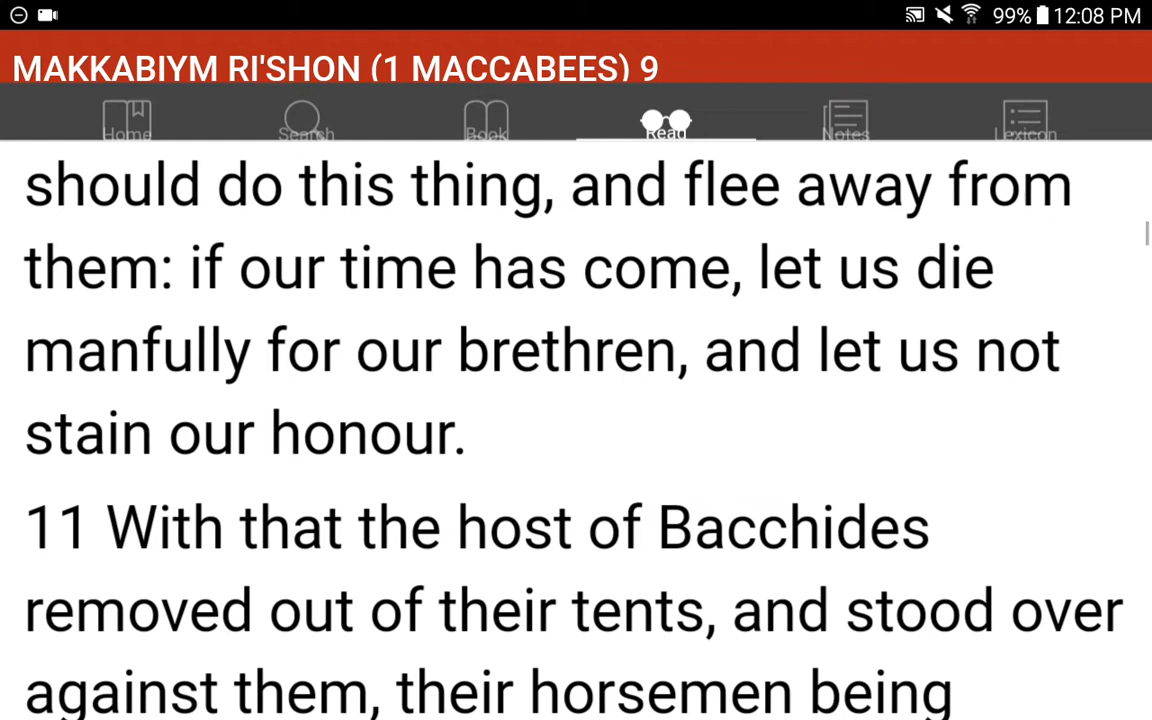 99% 12:08 PM
MAKKABIYM RI'SHON (1 MACCABEES) 9
Home Search Book Read Notes Lexicon
should do this thing, and flee away from
them: if our time has come, let us die
manfully for our brethren, and let us not
stain our honour.
11 With that the host of Bacchides
removed out of their tents, and stood over
against them, their horsemen being